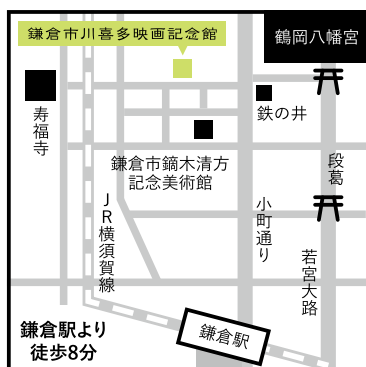 鎌倉市川喜多映画記念館
鶴岡八幡宮
鉄の井
寿福寺
鎌倉市鏑木清方
記念美術館
段葛
JR横須賀線
小町通り
若宮大路
鎌倉駅
鎌倉駅より
徒歩8分